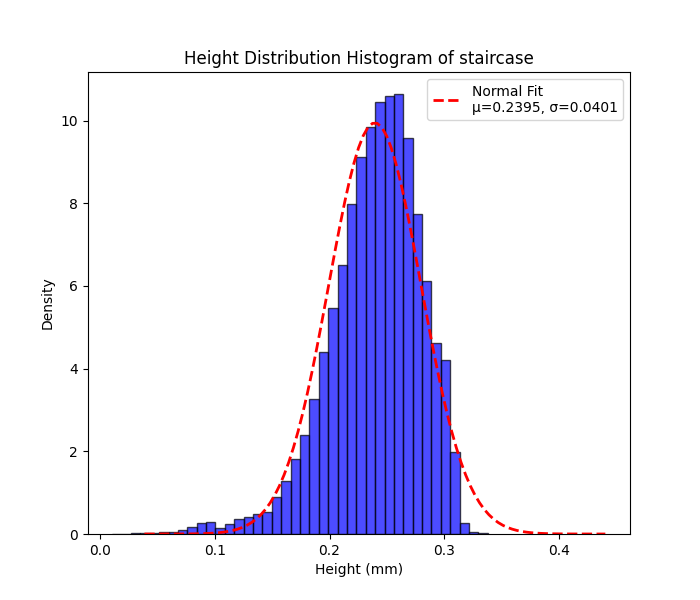 Height Distribution Histogram of staircase
Normal Fit
μ=0.2395, σ=0.0401
10
8
6
4
2
0
Density
0.0 0.1 0.2 0.3 0.4
Height (mm)